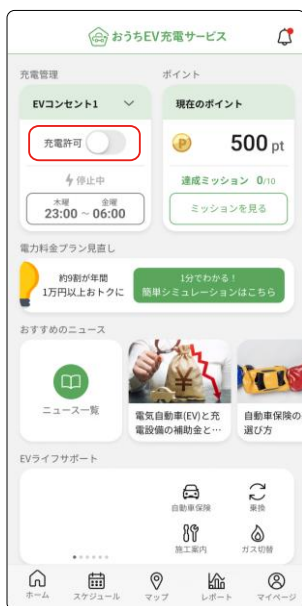 おうちEV充電サービス
充電管理
ポイント
EVコンセント1
現在のポイント
充電許可
P
500 pt
停止中
達成ミッション 0/10
木曜 金曜
23:00 ~ 06:00
ミッションを見る
電力料金プラン見直し
約9割が年間
1万円以上おトクに
1分でわかる！
簡単シミュレーションはこちら
おすすめのニュース
ニュース一覧
電気自動車(EV)と充
電設備の補助金と…
自動車保険の
選び方
EVライフサポート
自動車保険
乗換
施工案内
ガス切替
ホーム
スケジュール
マップ
レポート
マイページ